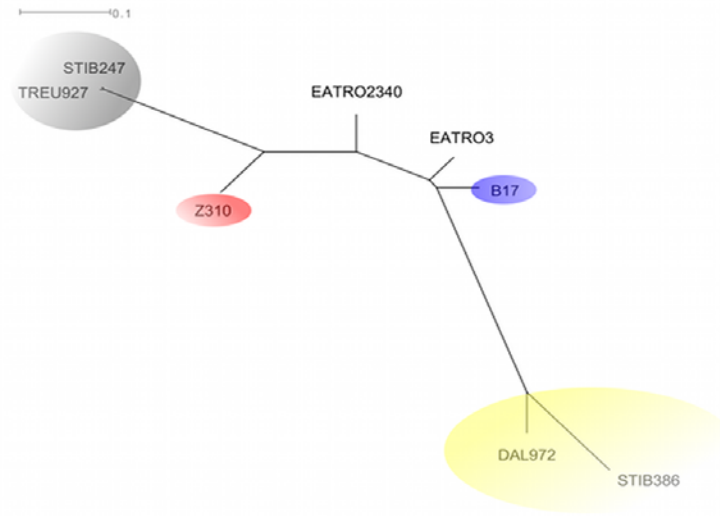 0.1
STIB247
TREU927
EATRO2340
EATRO3
B17
Z310
DAL972
STIB386